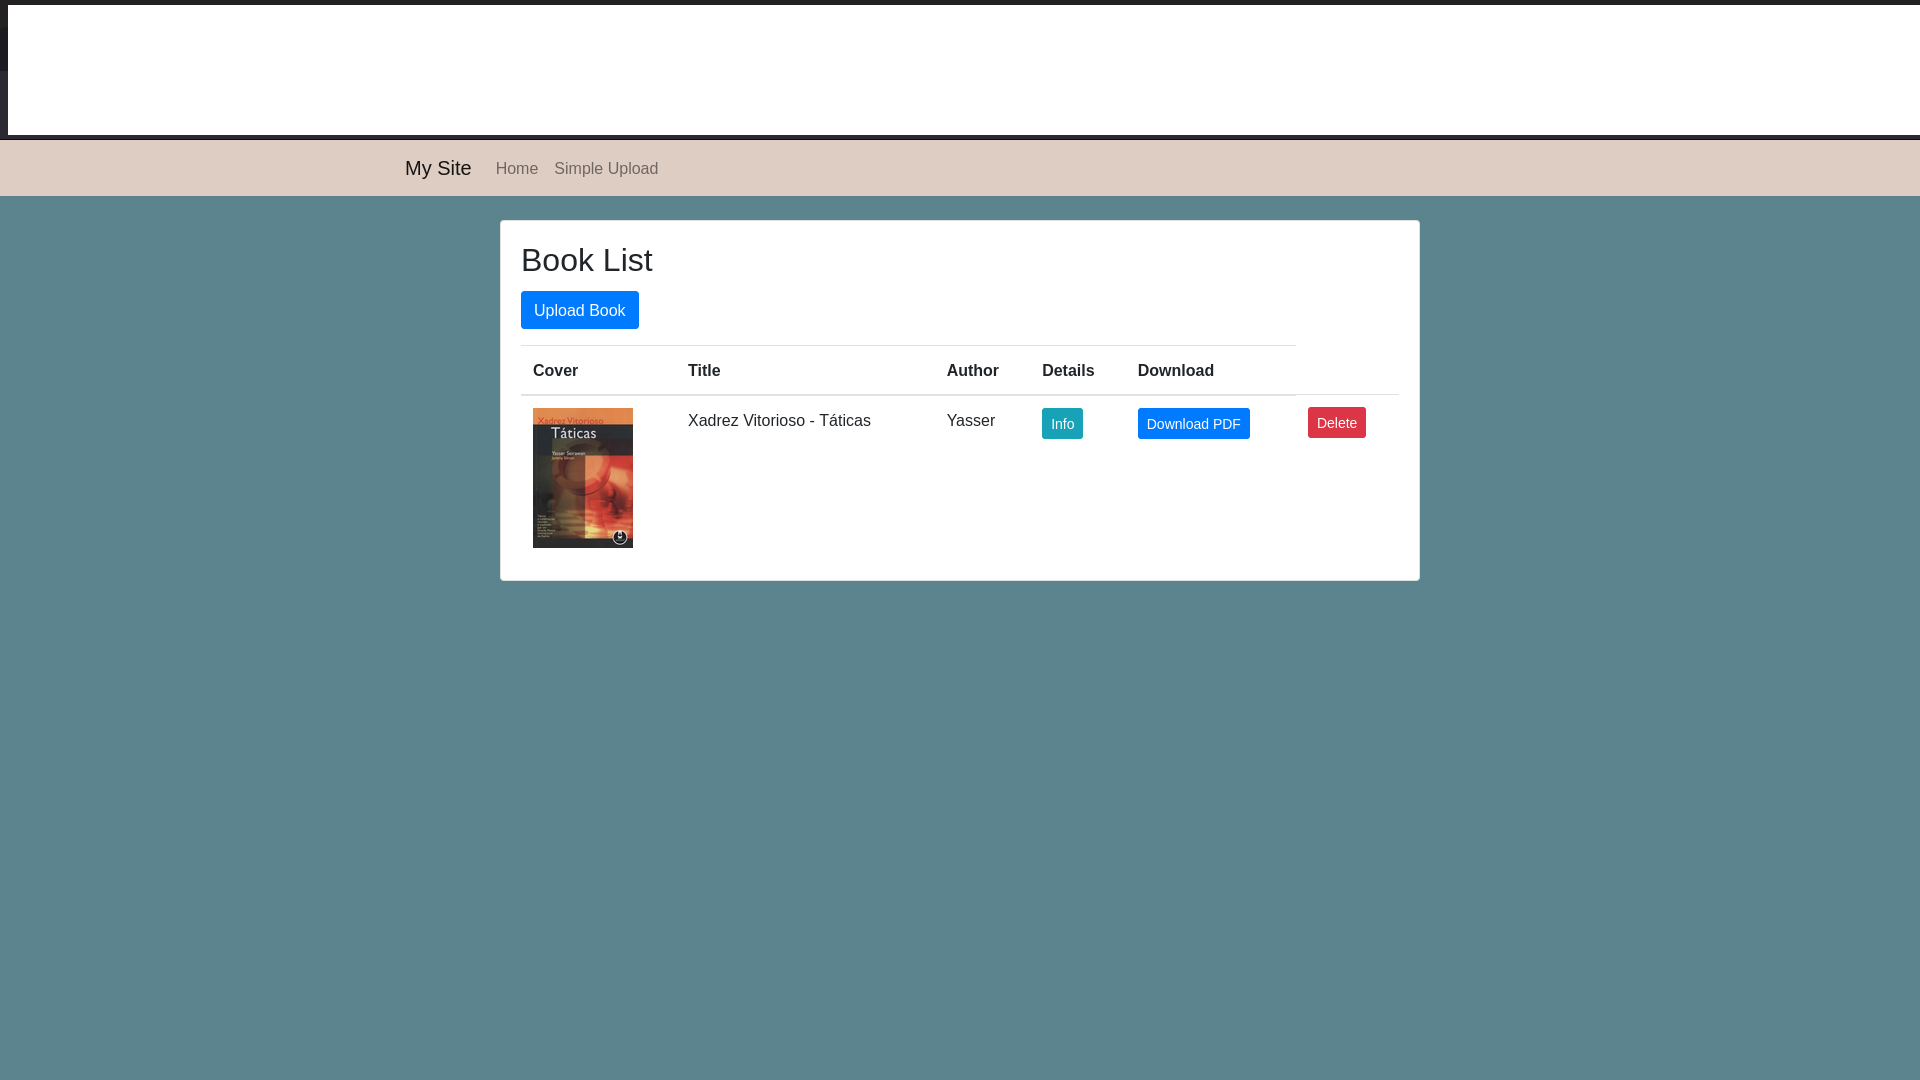 My Site Home Simple Upload
Book List
Upload Book
Cover Title Author Details Download
Xadrez Vitorioso - Táticas Yasser Info Download PDF Delete
Xadrez Vitorioso
Táticas
Yasser Seirawan